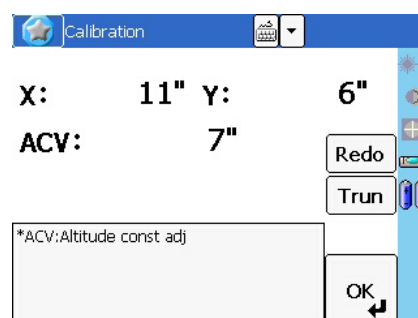 Calibration
X: 11" Y: 6"
ACV: 7"
Redo
Trun
*ACV:Altitude const adj
OK